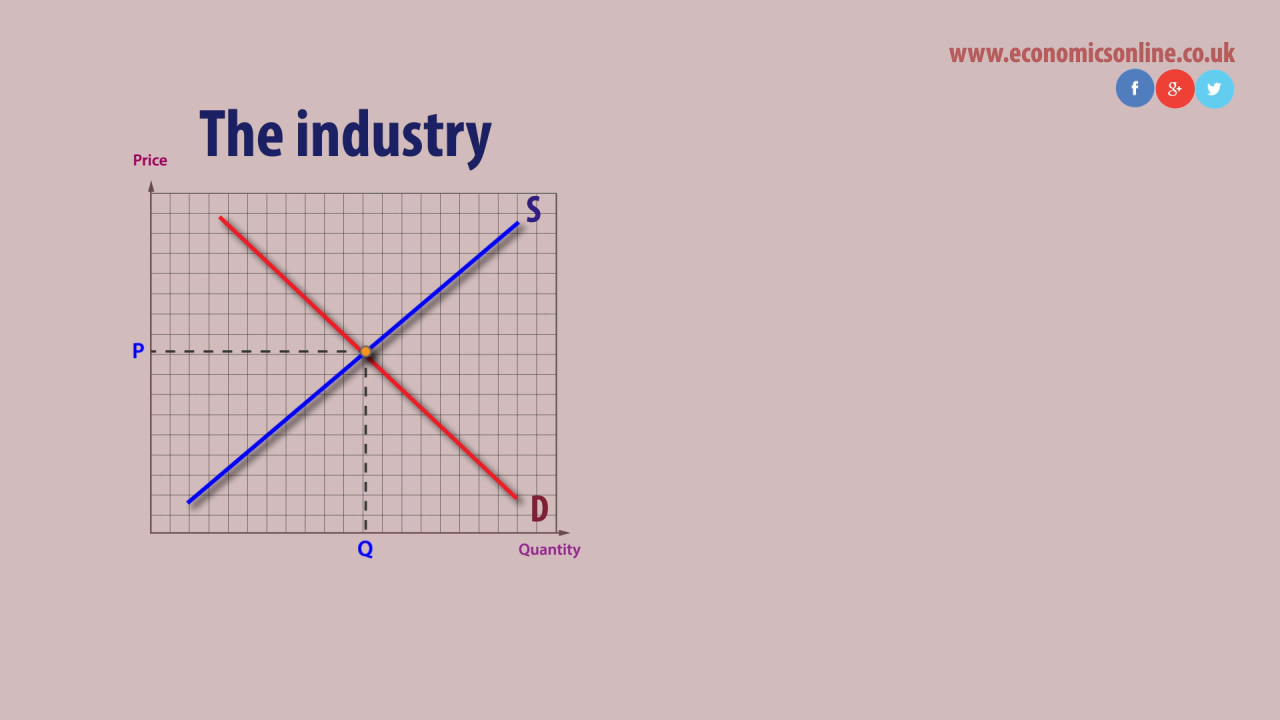 www.economicsonline.co.uk
f
g+
The industry
Price
S
P
D
Q
Quantity